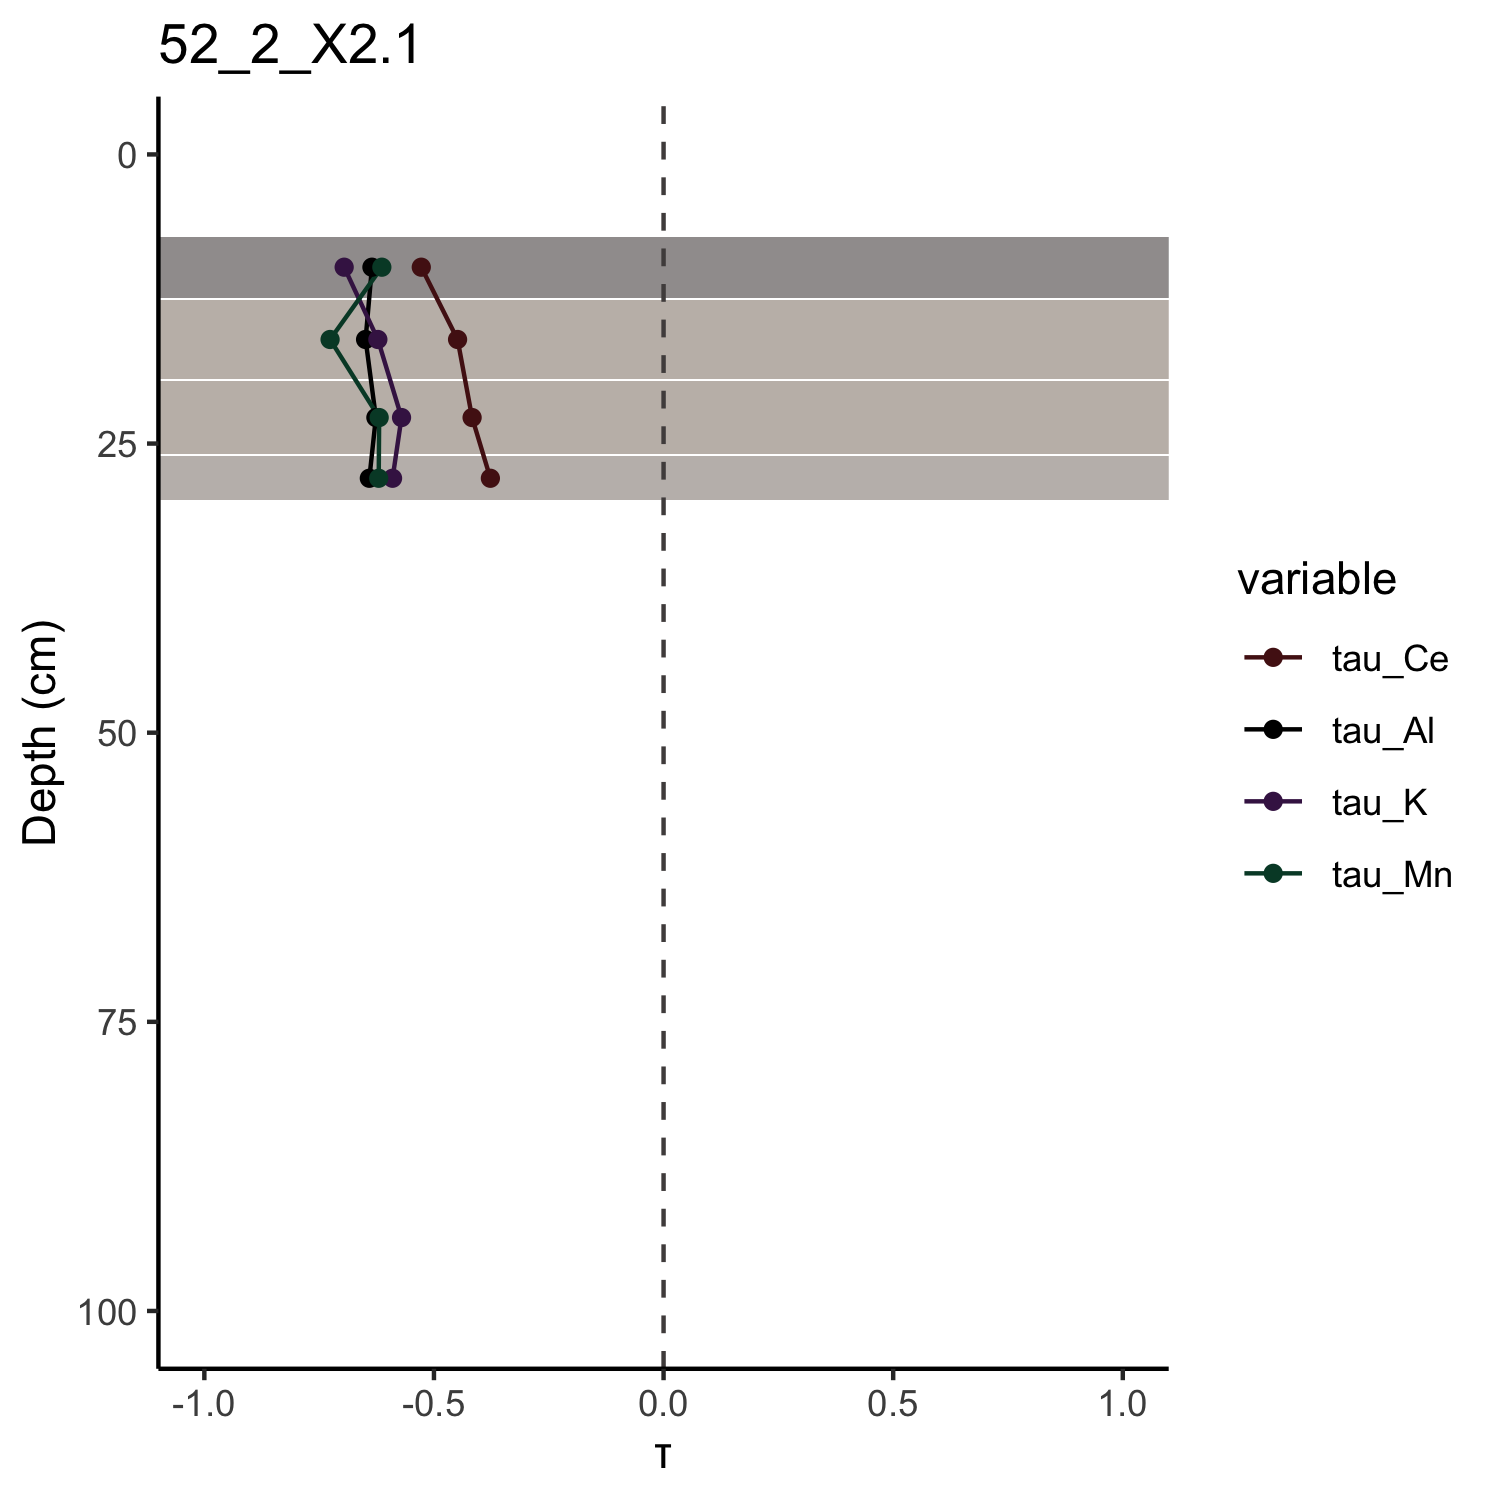 52_2_X2.1
0
25
50
75
100
Depth (cm)
-1.0
-0.5
0.0
0.5
1.0
τ
variable
tau_Ce
tau_Al
tau_K
tau_Mn